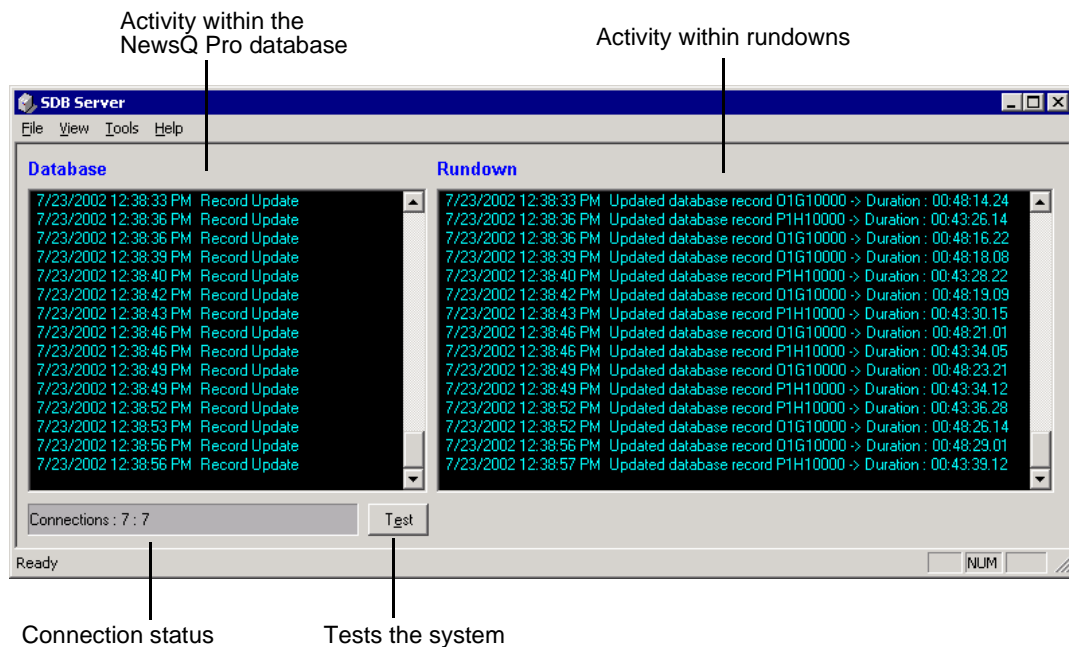 Activity within the
NewsQ Pro database
Activity within rundowns
SDB Server
File View Tools Help
Database
Rundown
7/23/2002 12:38:33 PM Record Update
7/23/2002 12:38:36 PM Record Update
7/23/2002 12:38:36 PM Record Update
7/23/2002 12:38:39 PM Record Update
7/23/2002 12:38:40 PM Record Update
7/23/2002 12:38:42 PM Record Update
7/23/2002 12:38:43 PM Record Update
7/23/2002 12:38:46 PM Record Update
7/23/2002 12:38:46 PM Record Update
7/23/2002 12:38:49 PM Record Update
7/23/2002 12:38:49 PM Record Update
7/23/2002 12:38:52 PM Record Update
7/23/2002 12:38:53 PM Record Update
7/23/2002 12:38:56 PM Record Update
7/23/2002 12:38:56 PM Record Update
7/23/2002 12:38:33 PM Updated database record O1G10000 -> Duration : 00:48:14.24
7/23/2002 12:38:36 PM Updated database record P1H10000 -> Duration : 00:43:26.14
7/23/2002 12:38:36 PM Updated database record O1G10000 -> Duration : 00:48:16.22
7/23/2002 12:38:39 PM Updated database record O1G10000 -> Duration : 00:48:18.08
7/23/2002 12:38:40 PM Updated database record P1H10000 -> Duration : 00:43:28.22
7/23/2002 12:38:42 PM Updated database record O1G10000 -> Duration : 00:48:19.09
7/23/2002 12:38:43 PM Updated database record P1H10000 -> Duration : 00:43:30.15
7/23/2002 12:38:46 PM Updated database record O1G10000 -> Duration : 00:48:21.01
7/23/2002 12:38:46 PM Updated database record P1H10000 -> Duration : 00:43:34.05
7/23/2002 12:38:49 PM Updated database record O1G10000 -> Duration : 00:48:23.21
7/23/2002 12:38:49 PM Updated database record P1H10000 -> Duration : 00:43:34.12
7/23/2002 12:38:52 PM Updated database record P1H10000 -> Duration : 00:43:36.28
7/23/2002 12:38:52 PM Updated database record O1G10000 -> Duration : 00:48:26.14
7/23/2002 12:38:56 PM Updated database record O1G10000 -> Duration : 00:48:29.01
7/23/2002 12:38:57 PM Updated database record P1H10000 -> Duration : 00:43:39.12
Connections : 7 : 7
Test
Ready
NUM
Connection status
Tests the system